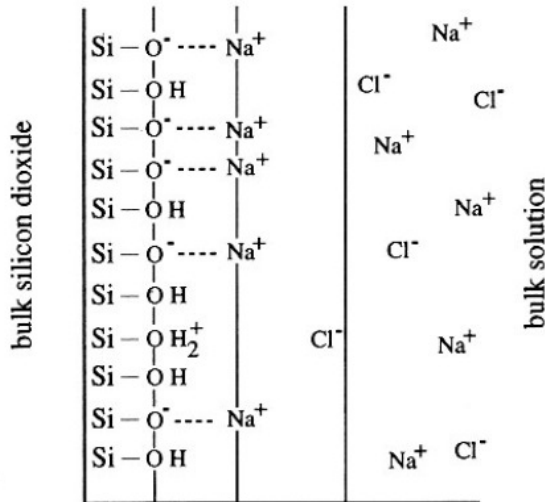 bulk silicon dioxide
Si – O⁻ ---- Na⁺
Si – O H
Si – O⁻ ---- Na⁺
Si – O⁻ ---- Na⁺
Si – O H
Si – O⁻ ---- Na⁺
Si – O H
Si – O H₂⁺
Si – O H
Si – O⁻ ---- Na⁺
Si – O H
Cl⁻
Na⁺
Cl⁻
Cl⁻
Na⁺
Na⁺
Cl⁻
Na⁺
Na⁺
Cl⁻
bulk solution